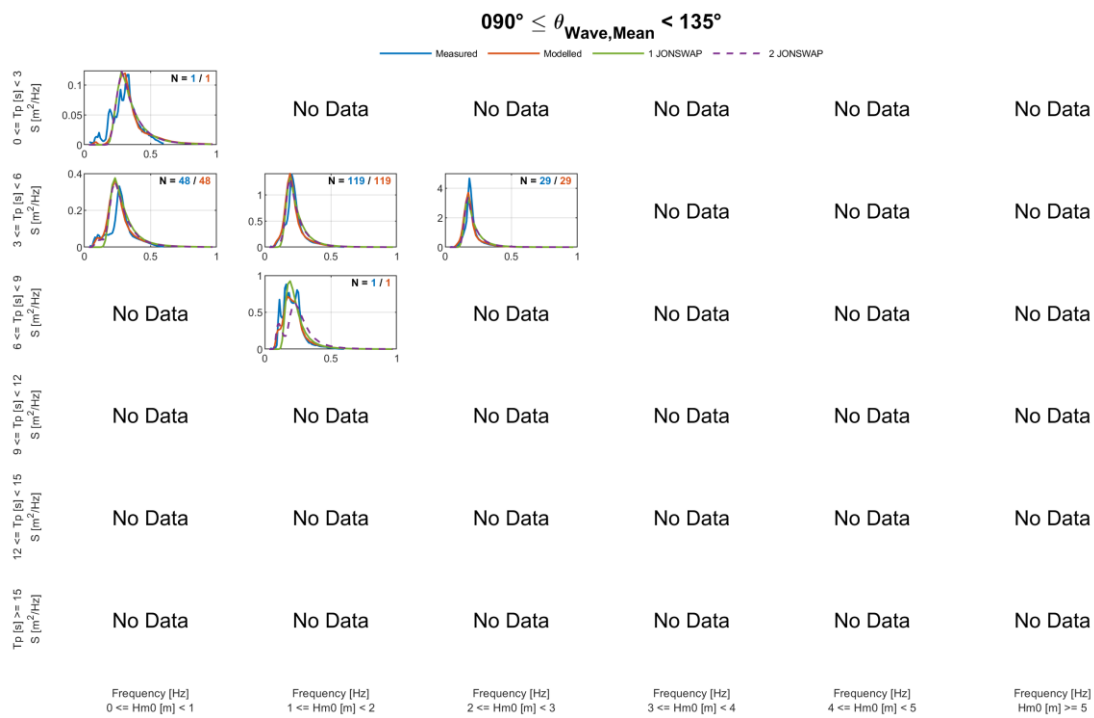 090° ≤ θWave,Mean < 135°
Measured Modelled 1 JONSWAP 2 JONSWAP
0 <= Tp [s] < 3
S [m²/Hz]
0.1
0.05
0
N = 1 / 1
0 0.5 1
No Data
No Data
No Data
No Data
No Data
3 <= Tp [s] < 6
S [m²/Hz]
0.4
0.2
0
N = 48 / 48
0 0.5 1
1
0.5
0
N = 119 / 119
0 0.5 1
4
2
0
N = 29 / 29
0 0.5 1
No Data
No Data
No Data
6 <= Tp [s] < 9
S [m²/Hz]
No Data
1
0.5
0
N = 1 / 1
0 0.5 1
No Data
No Data
No Data
No Data
9 <= Tp [s] < 12
S [m²/Hz]
No Data
No Data
No Data
No Data
No Data
No Data
12 <= Tp [s] < 15
S [m²/Hz]
No Data
No Data
No Data
No Data
No Data
No Data
Tp [s] >= 15
S [m²/Hz]
No Data
No Data
No Data
No Data
No Data
No Data
Frequency [Hz]
0 <= Hm0 [m] < 1
Frequency [Hz]
1 <= Hm0 [m] < 2
Frequency [Hz]
2 <= Hm0 [m] < 3
Frequency [Hz]
3 <= Hm0 [m] < 4
Frequency [Hz]
4 <= Hm0 [m] < 5
Frequency [Hz]
Hm0 [m] >= 5